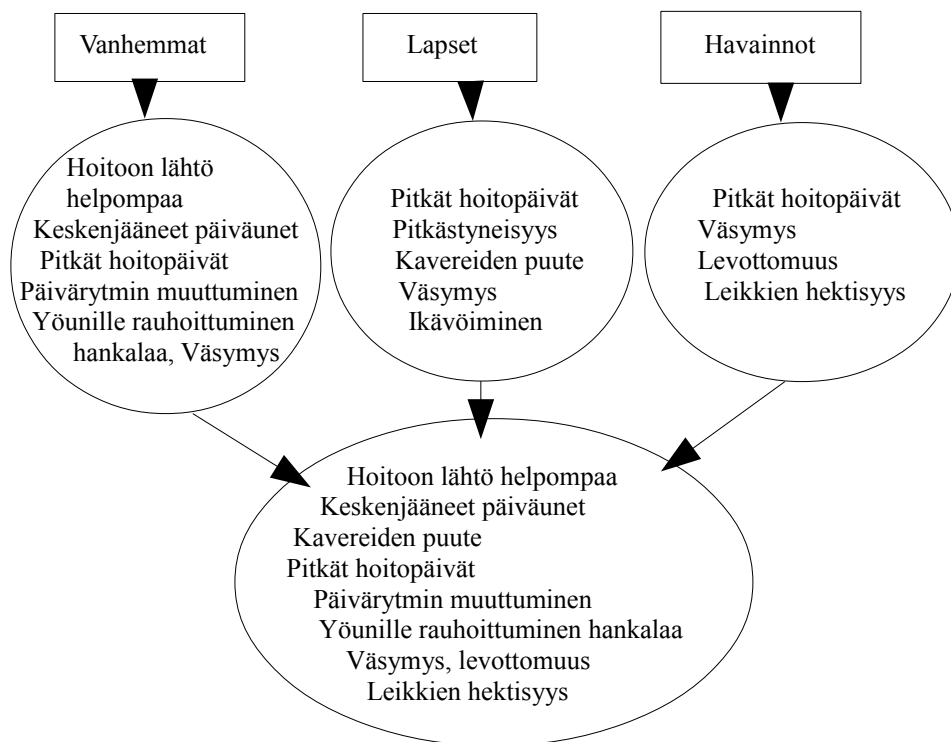 Vanhemmat
Lapset
Havainnot
Hoitoon lähtö
helpompaa
Keskenjääneet päiväunet
Pitkät hoitopäivät
Päivärytmin muuttuminen
Yöunille rauhoittuminen
hankalaa, Väsymys
Pitkät hoitopäivät
Pitkästyneisyys
Kavereiden puute
Väsymys
Ikävöiminen
Pitkät hoitopäivät
Väsymys
Levottomuus
Leikkien hektisyys
Hoitoon lähtö helpompaa
Keskenjääneet päiväunet
Kavereiden puute
Pitkät hoitopäivät
Päivärytmin muuttuminen
Yöunille rauhoittuminen hankalaa
Väsymys, levottomuus
Leikkien hektisyys